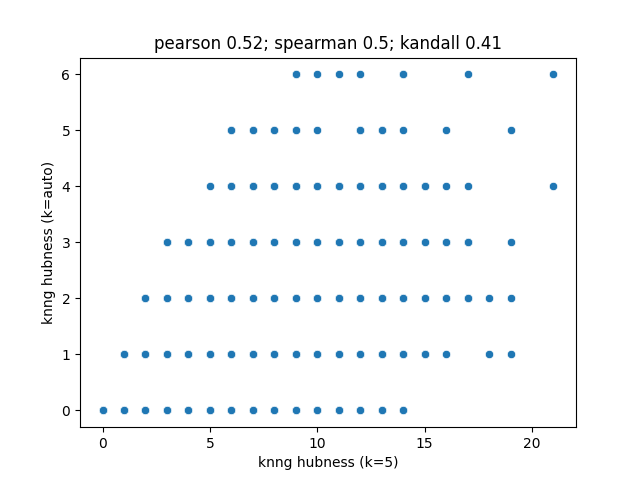 pearson 0.52; spearman 0.5; kandall 0.41
6
5
4
3
2
1
0
knng hubness (k=auto)
0 5 10 15 20
knng hubness (k=5)